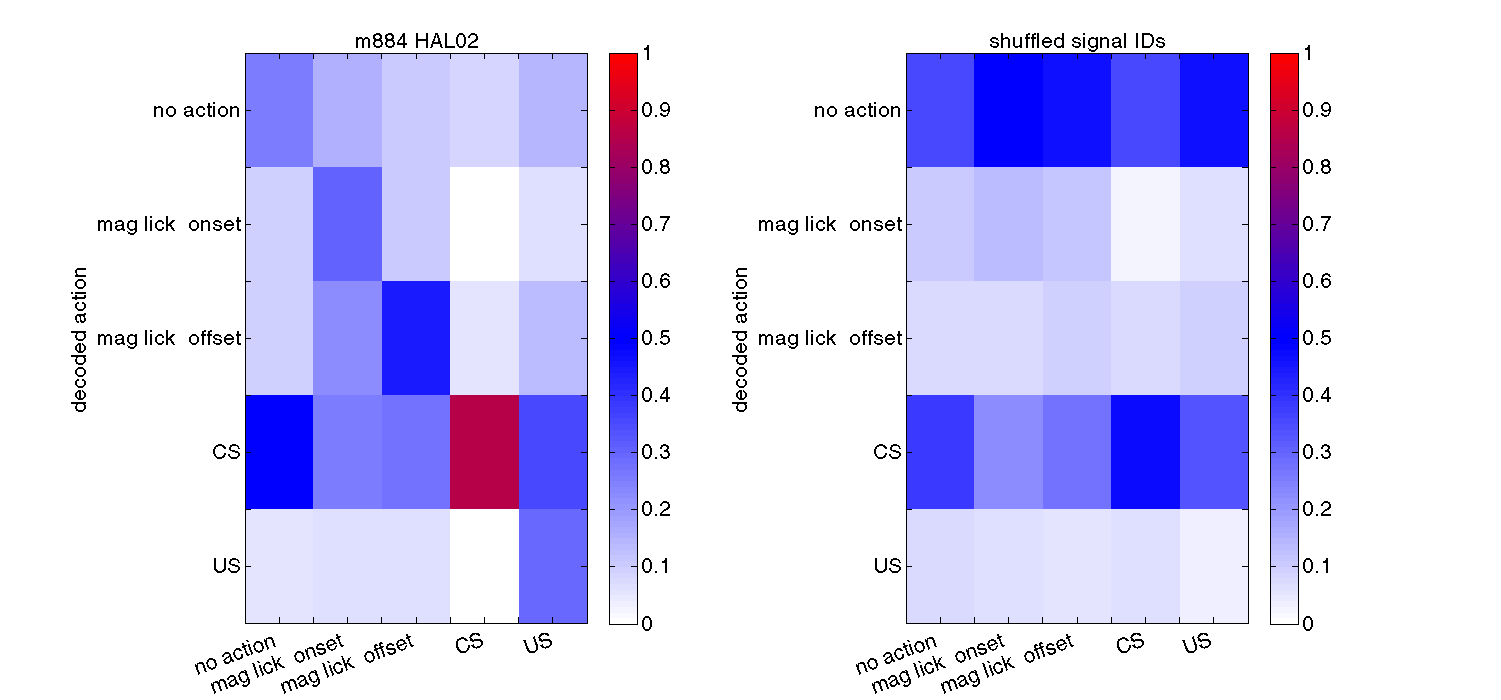 m884 HAL02
no action
mag lick onset
mag lick offset
CS
US
decoded action
no action
mag lick onset
mag lick offset
CS
US
1
0.9
0.8
0.7
0.6
0.5
0.4
0.3
0.2
0.1
0
shuffled signal IDs
no action
mag lick onset
mag lick offset
CS
US
decoded action
no action
mag lick onset
mag lick offset
CS
US
1
0.9
0.8
0.7
0.6
0.5
0.4
0.3
0.2
0.1
0